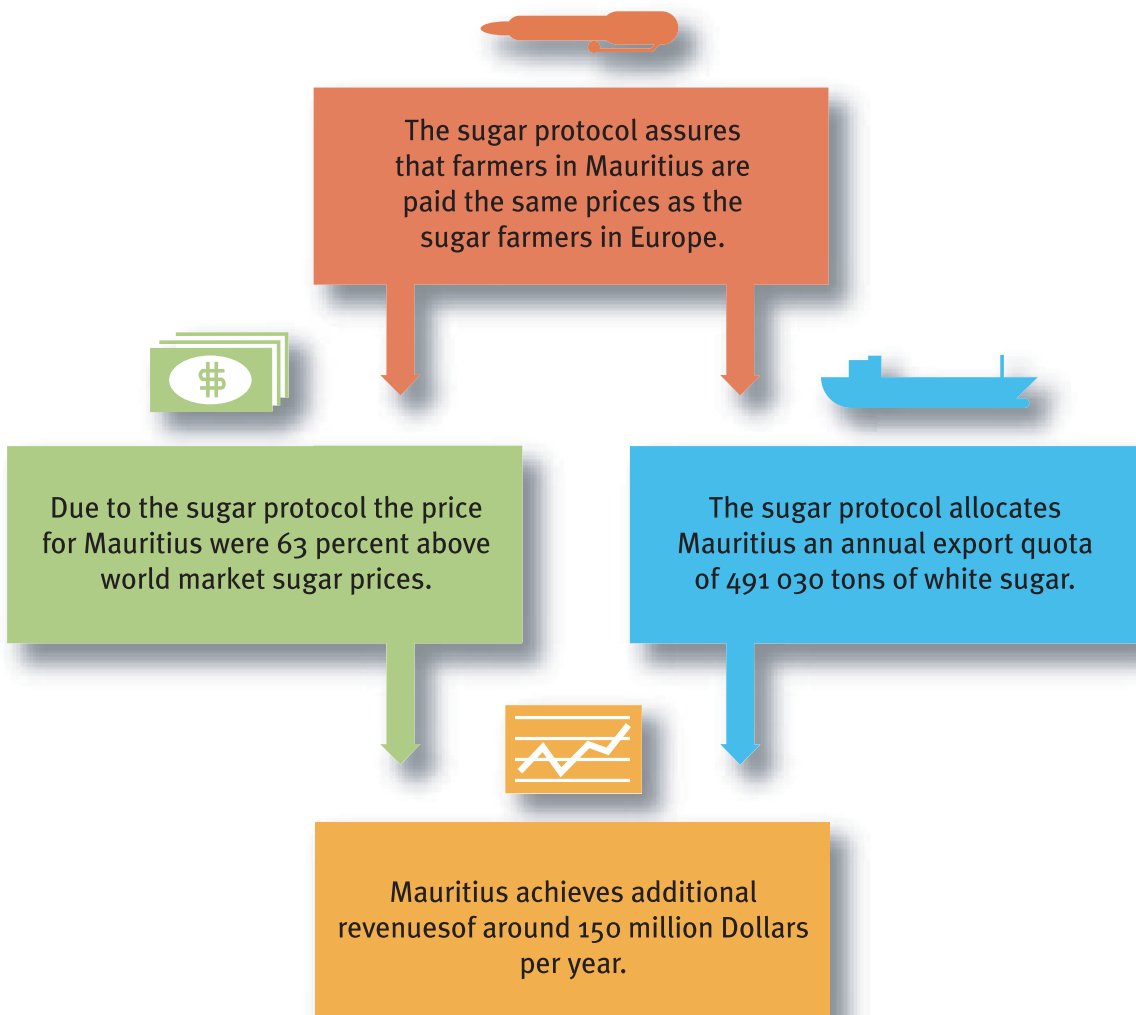 The sugar protocol assures
that farmers in Mauritius are
paid the same prices as the
sugar farmers in Europe.
$
Due to the sugar protocol the price
for Mauritius were 63 percent above
world market sugar prices.
The sugar protocol allocates
Mauritius an annual export quota
of 491 030 tons of white sugar.
Mauritius achieves additional
revenuesof around 150 million Dollars
per year.